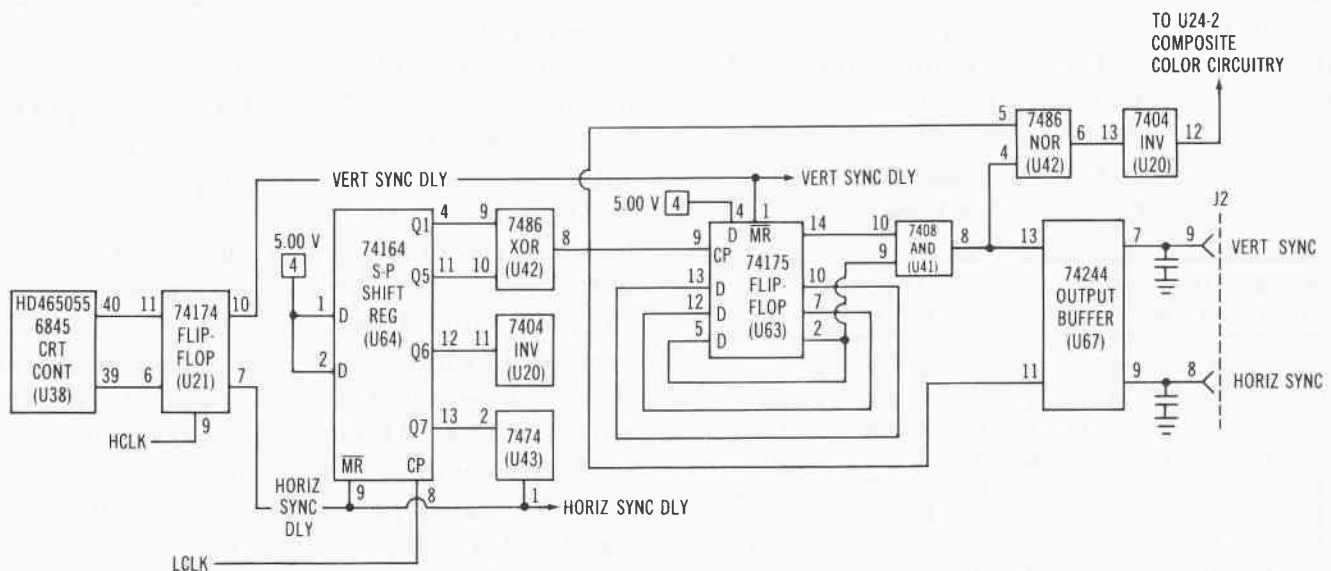 TO U24-2
COMPOSITE
COLOR CIRCUITRY
5
7486
NOR
(U42)
4
6
13
7404
INV
(U20)
12
VERT SYNC DLY
VERT SYNC DLY
J2
5.00 V
4
4
1
D
MR
9
CP
13
D
12
D
5
D
74175
FLIP-
FLOP
(U63)
14
10
7
2
10
9
7408
AND
(U41)
8
13
11
74244
OUTPUT
BUFFER
(U67)
7
9
9
VERT SYNC
8
HORIZ SYNC
5.00 V
4
1
D
2
D
74164
S-P
SHIFT
REG
(U64)
Q1
4
9
Q5
11
10
7486
XOR
(U42)
8
Q6
12
11
7404
INV
(U20)
Q7
13
2
7474
(U43)
1
MR
9
CP
8
HD465055
6845
CRT
CONT
(U38)
40
39
11
6
74174
FLIP-
FLOP
(U21)
10
7
9
HCLK
HORIZ
SYNC
DLY
HORIZ SYNC DLY
LCLK